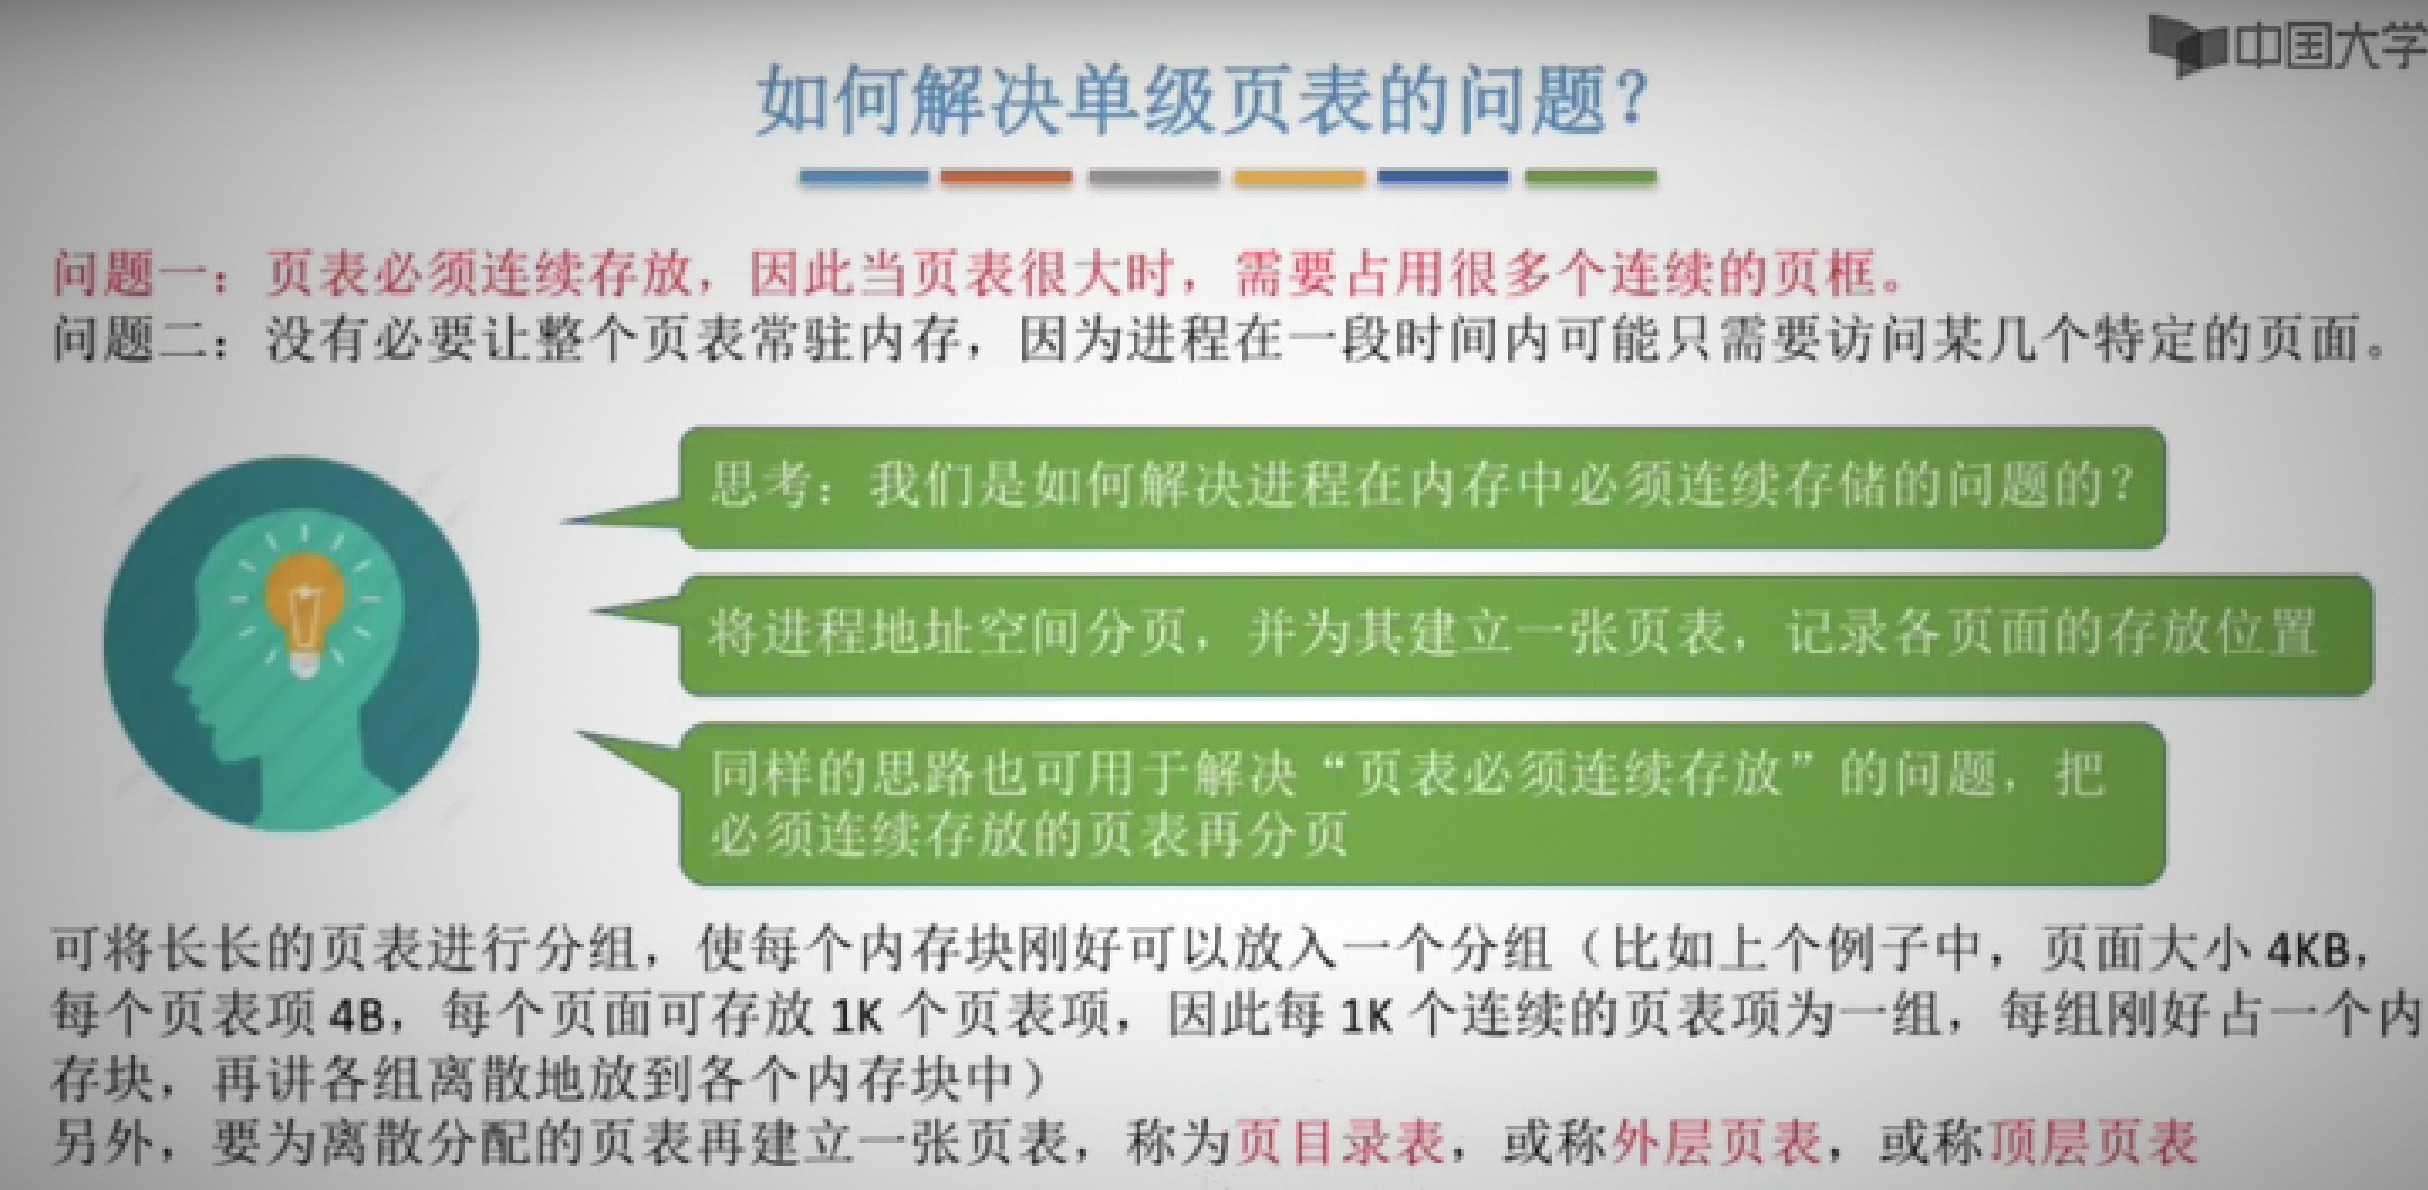 中国大学
如何解决单级页表的问题？
问题一：页表必须连续存放，因此当页表很大时，需要占用很多个连续的页框。
问题二：没有必要让整个页表常驻内存，因为进程在一段时间内可能只需要访问某几个特定的页面。
思考：我们是如何解决进程在内存中必须连续存储的问题的？
将进程地址空间分页，并为其建立一张页表，记录各页面的存放位置
同样的思路也可用于解决“页表必须连续存放”的问题，把
必须连续存放的页表再分页
可将长长的页表进行分组，使每个内存块刚好可以放入一个分组（比如上个例子中，页面大小 4KB，
每个页表项 4B，每个页面可存放 1K 个页表项，因此每 1K 个连续的页表项为一组，每组刚好占一个内
存块，再讲各组离散地放到各个内存块中）
另外，要为离散分配的页表再建立一张页表，称为页目录表，或称外层页表，或称顶层页表